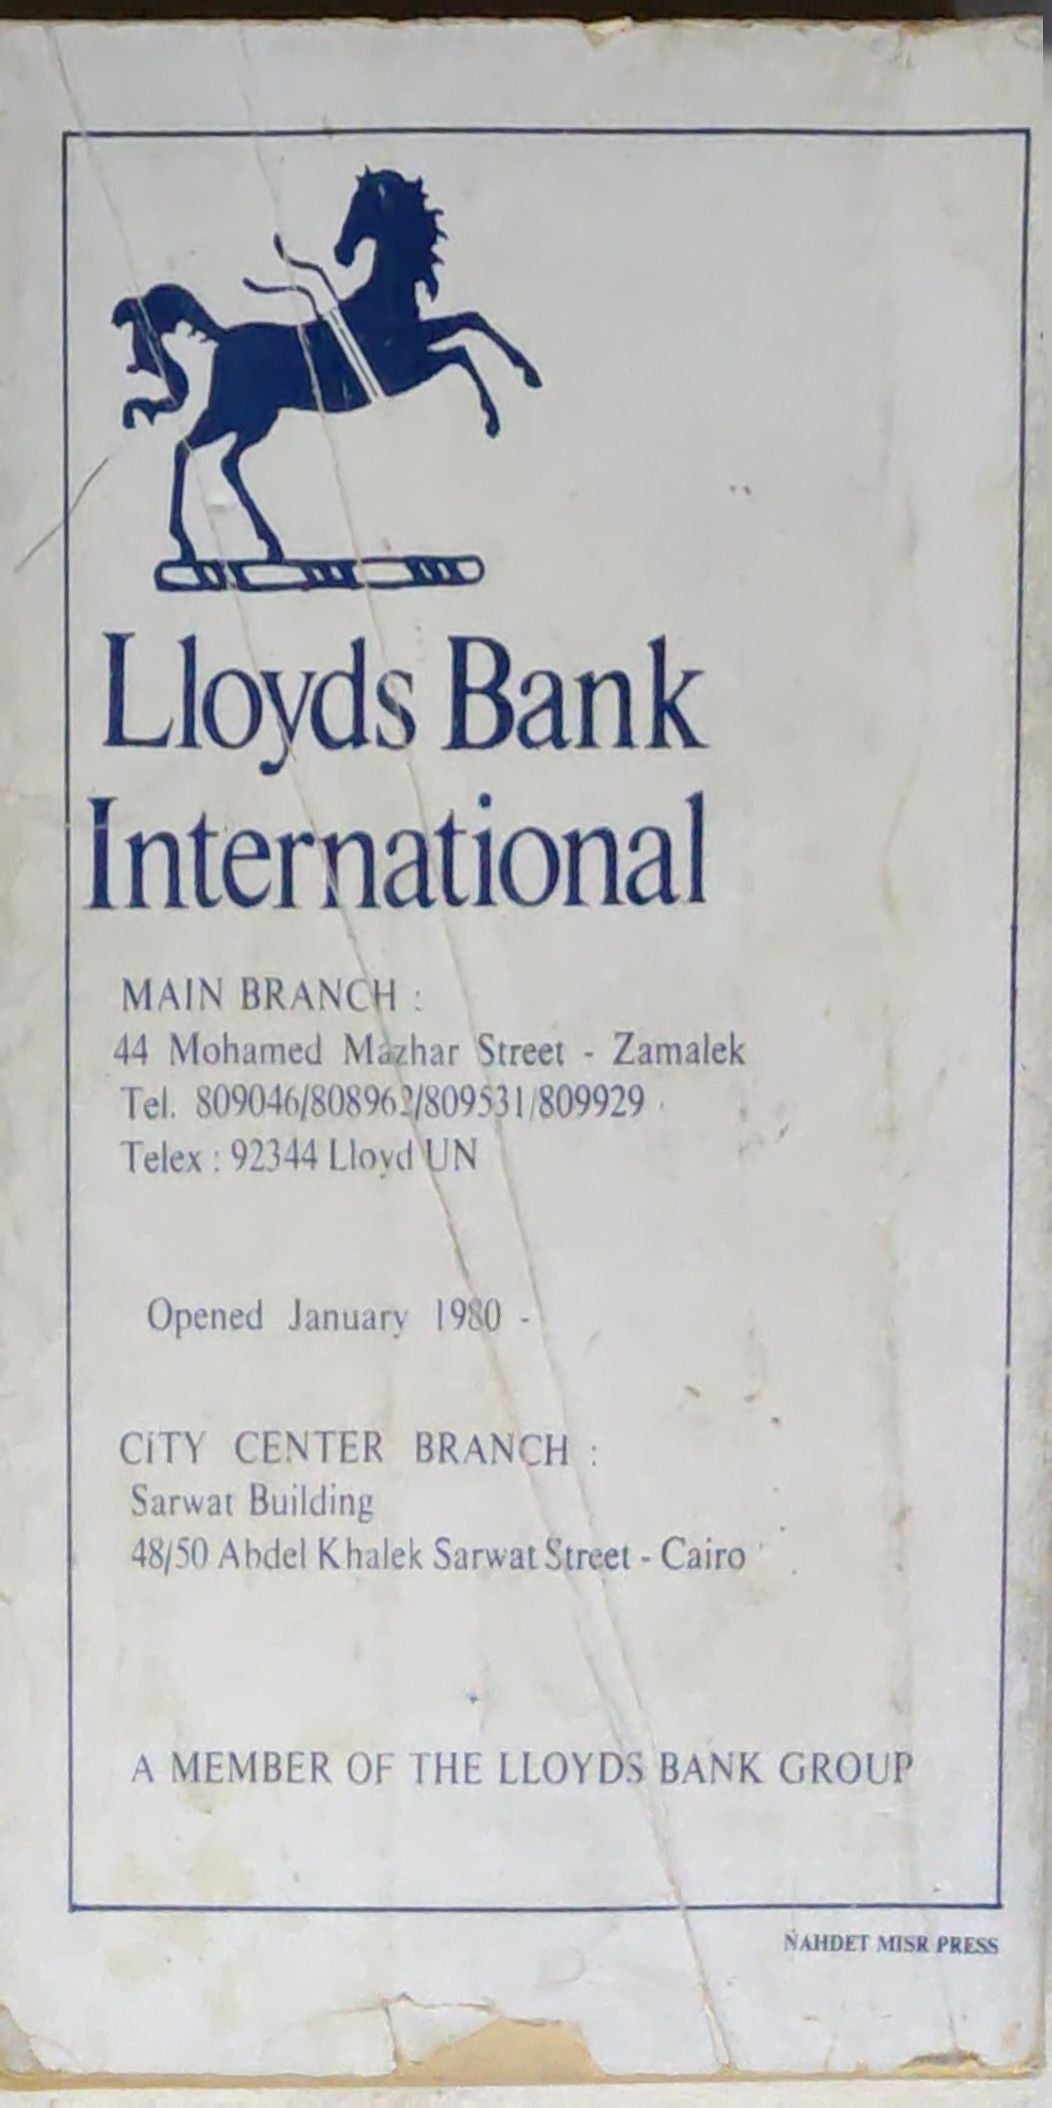 Lloyds Bank
International
MAIN BRANCH :
44 Mohamed Mazhar Street - Zamalek
Tel. 809046/808962/809531/809929
Telex : 92344 Lloyd UN
Opened January 1980 -
CiTY CENTER BRANCH :
Sarwat Building
48/50 Abdel Khalek Sarwat Street - Cairo
A MEMBER OF THE LLOYDS BANK GROUP
NAHDET MISR PRESS